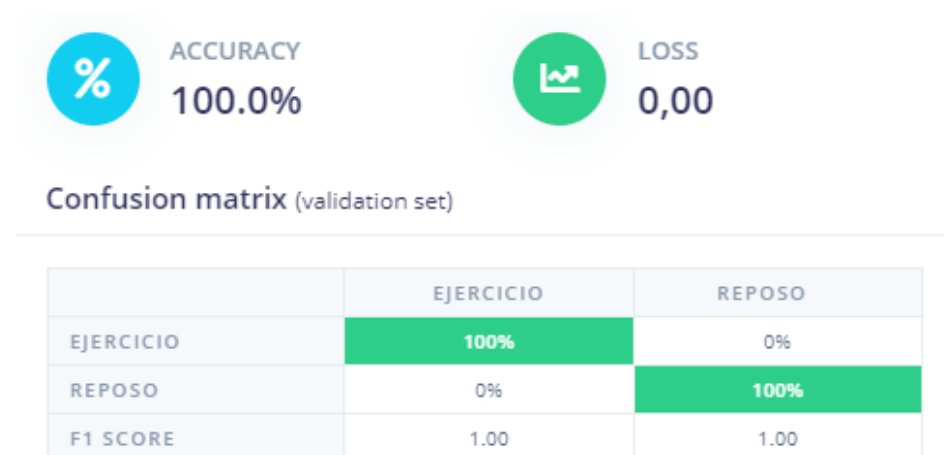 ACCURACY
100.0%
LOSS
0,00
Confusion matrix (validation set)
EJERCICIO REPOSO
EJERCICIO 100% 0%
REPOSO 0% 100%
F1 SCORE 1.00 1.00